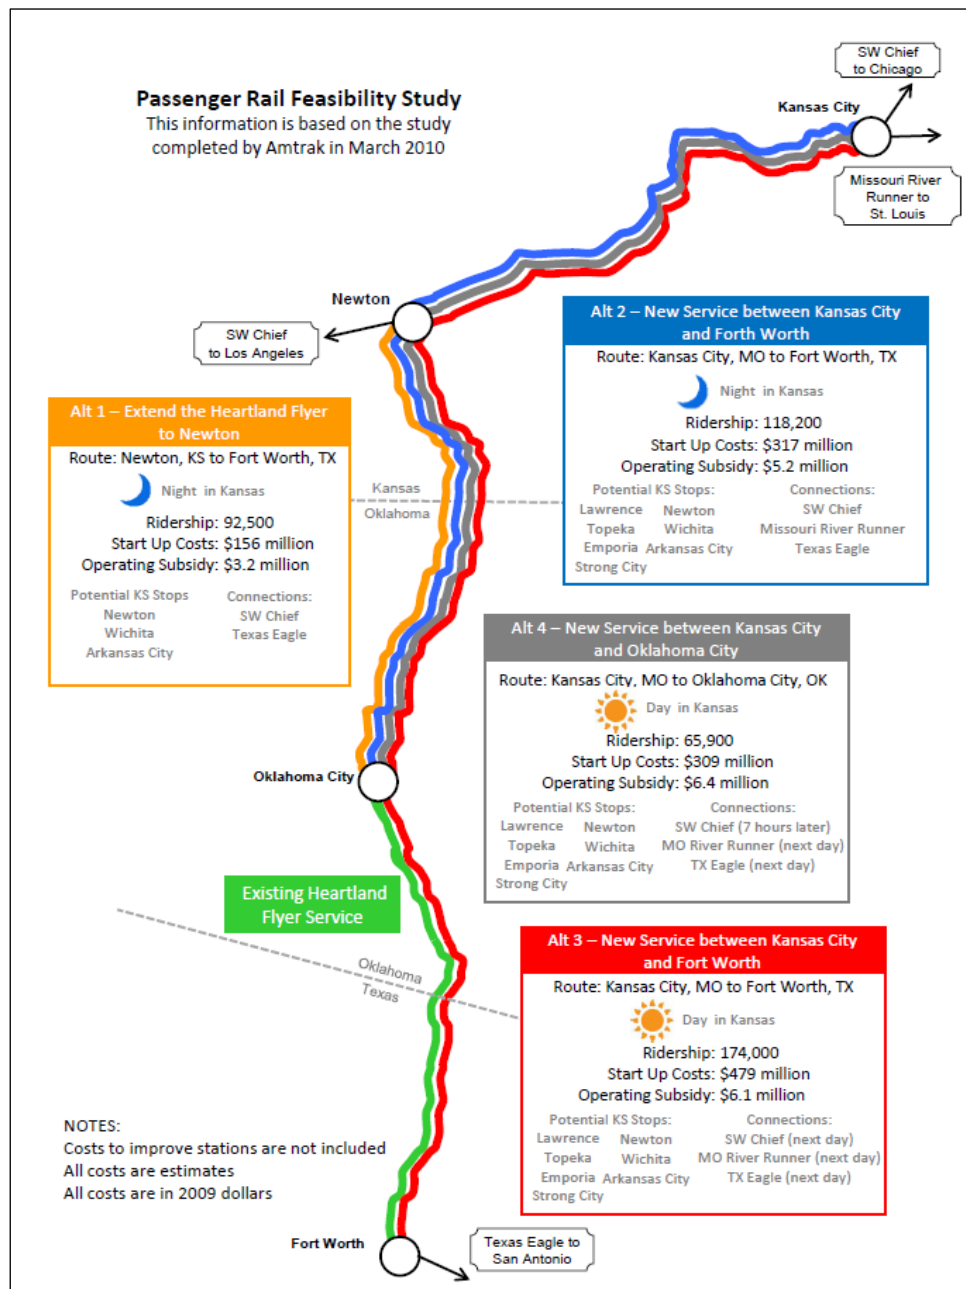 SW Chief
to Chicago
Passenger Rail Feasibility Study
This information is based on the study
completed by Amtrak in March 2010
Kansas City
Missouri River
Runner to
St. Louis
Newton
SW Chief
to Los Angeles
Alt 2 – New Service between Kansas City
and Forth Worth
Route: Kansas City, MO to Forth Worth, TX
Night in Kansas
Ridership: 118,200
Start Up Costs: $317 million
Operating Subsidy: $5.2 million
Potential KS Stops:
Lawrence Newton
Topeka Wichita
Emporia Arkansas City
Strong City
Connections:
SW Chief
Missouri River Runner
Texas Eagle
Alt 1 – Extend the Heartland Flyer
to Newton
Route: Newton, KS to Fort Worth, TX
Night in Kansas
Ridership: 92,500
Start Up Costs: $156 million
Operating Subsidy: $3.2 million
Potential KS Stops
Newton
Wichita
Arkansas City
Connections:
SW Chief
Texas Eagle
Kansas
Oklahoma
Alt 4 – New Service between Kansas City
and Oklahoma City
Route: Kansas City, MO to Oklahoma City, OK
Day in Kansas
Ridership: 65,900
Start Up Costs: $309 million
Operating Subsidy: $6.4 million
Potential KS Stops:
Lawrence Newton
Topeka Wichita
Emporia Arkansas City
Strong City
Connections:
SW Chief (7 hours later)
MO River Runner (next day)
TX Eagle (next day)
Oklahoma City
Existing Heartland
Flyer Service
Oklahoma
Texas
Alt 3 – New Service between Kansas City
and Fort Worth
Route: Kansas City, MO to Fort Worth, TX
Day in Kansas
Ridership: 174,000
Start Up Costs: $479 million
Operating Subsidy: $6.1 million
Potential KS Stops:
Lawrence Newton
Topeka Wichita
Emporia Arkansas City
Strong City
Connections:
SW Chief (next day)
MO River Runner (next day)
TX Eagle (next day)
NOTES:
Costs to improve stations are not included
All costs are estimates
All costs are in 2009 dollars
Fort Worth
Texas Eagle to
San Antonio